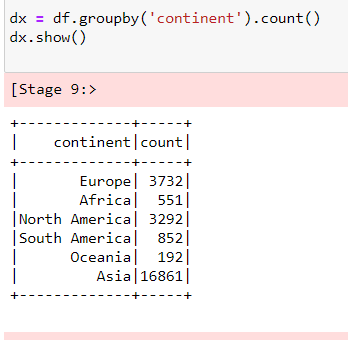 dx = df.groupby('continent').count()
dx.show()
[Stage 9:>
+-------------+-----+
|    continent|count|
+-------------+-----+
|       Europe| 3732|
|       Africa|  551|
|North America| 3292|
|South America|  852|
|      Oceania|  192|
|         Asia|16861|
+-------------+-----+